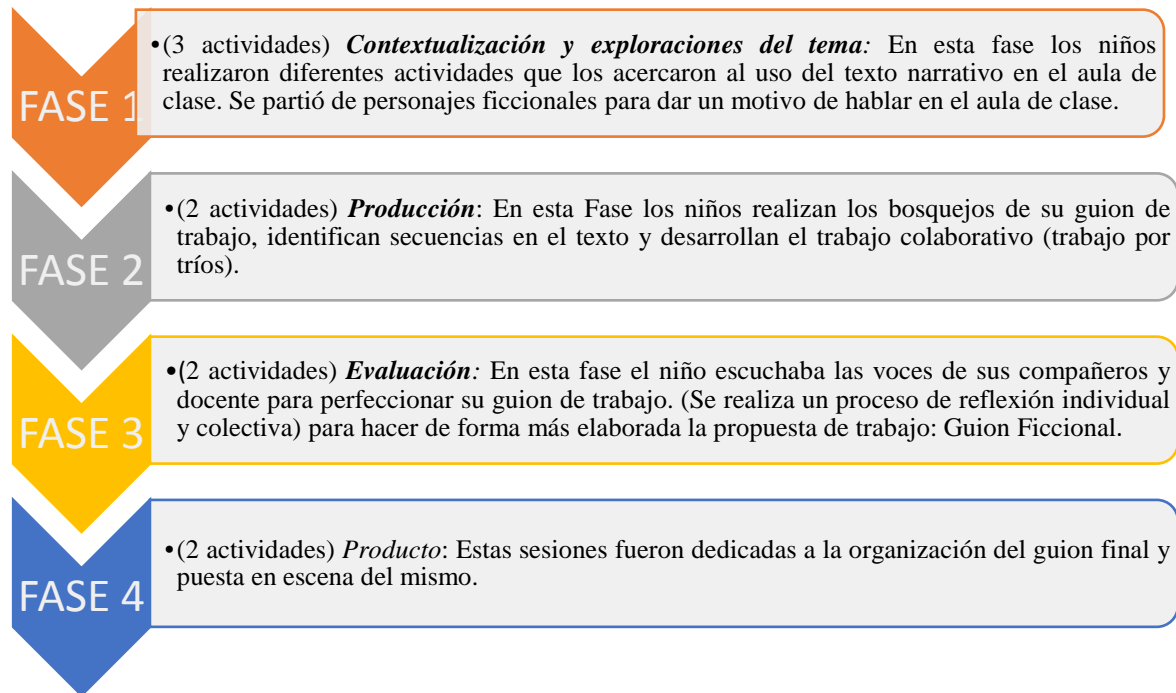 FASE 1
•(3 actividades) Contextualización y exploraciones del tema: En esta fase los niños
realizaron diferentes actividades que los acercaron al uso del texto narrativo en el aula de
clase. Se partió de personajes ficcionales para dar un motivo de hablar en el aula de clase.
FASE 2
•(2 actividades) Producción: En esta Fase los niños realizan los bosquejos de su guion de
trabajo, identifican secuencias en el texto y desarrollan el trabajo colaborativo (trabajo por
tríos).
FASE 3
•(2 actividades) Evaluación: En esta fase el niño escuchaba las voces de sus compañeros y
docente para perfeccionar su guion de trabajo. (Se realiza un proceso de reflexión individual
y colectiva) para hacer de forma más elaborada la propuesta de trabajo: Guion Ficcional.
FASE 4
•(2 actividades) Producto: Estas sesiones fueron dedicadas a la organización del guion final y
puesta en escena del mismo.